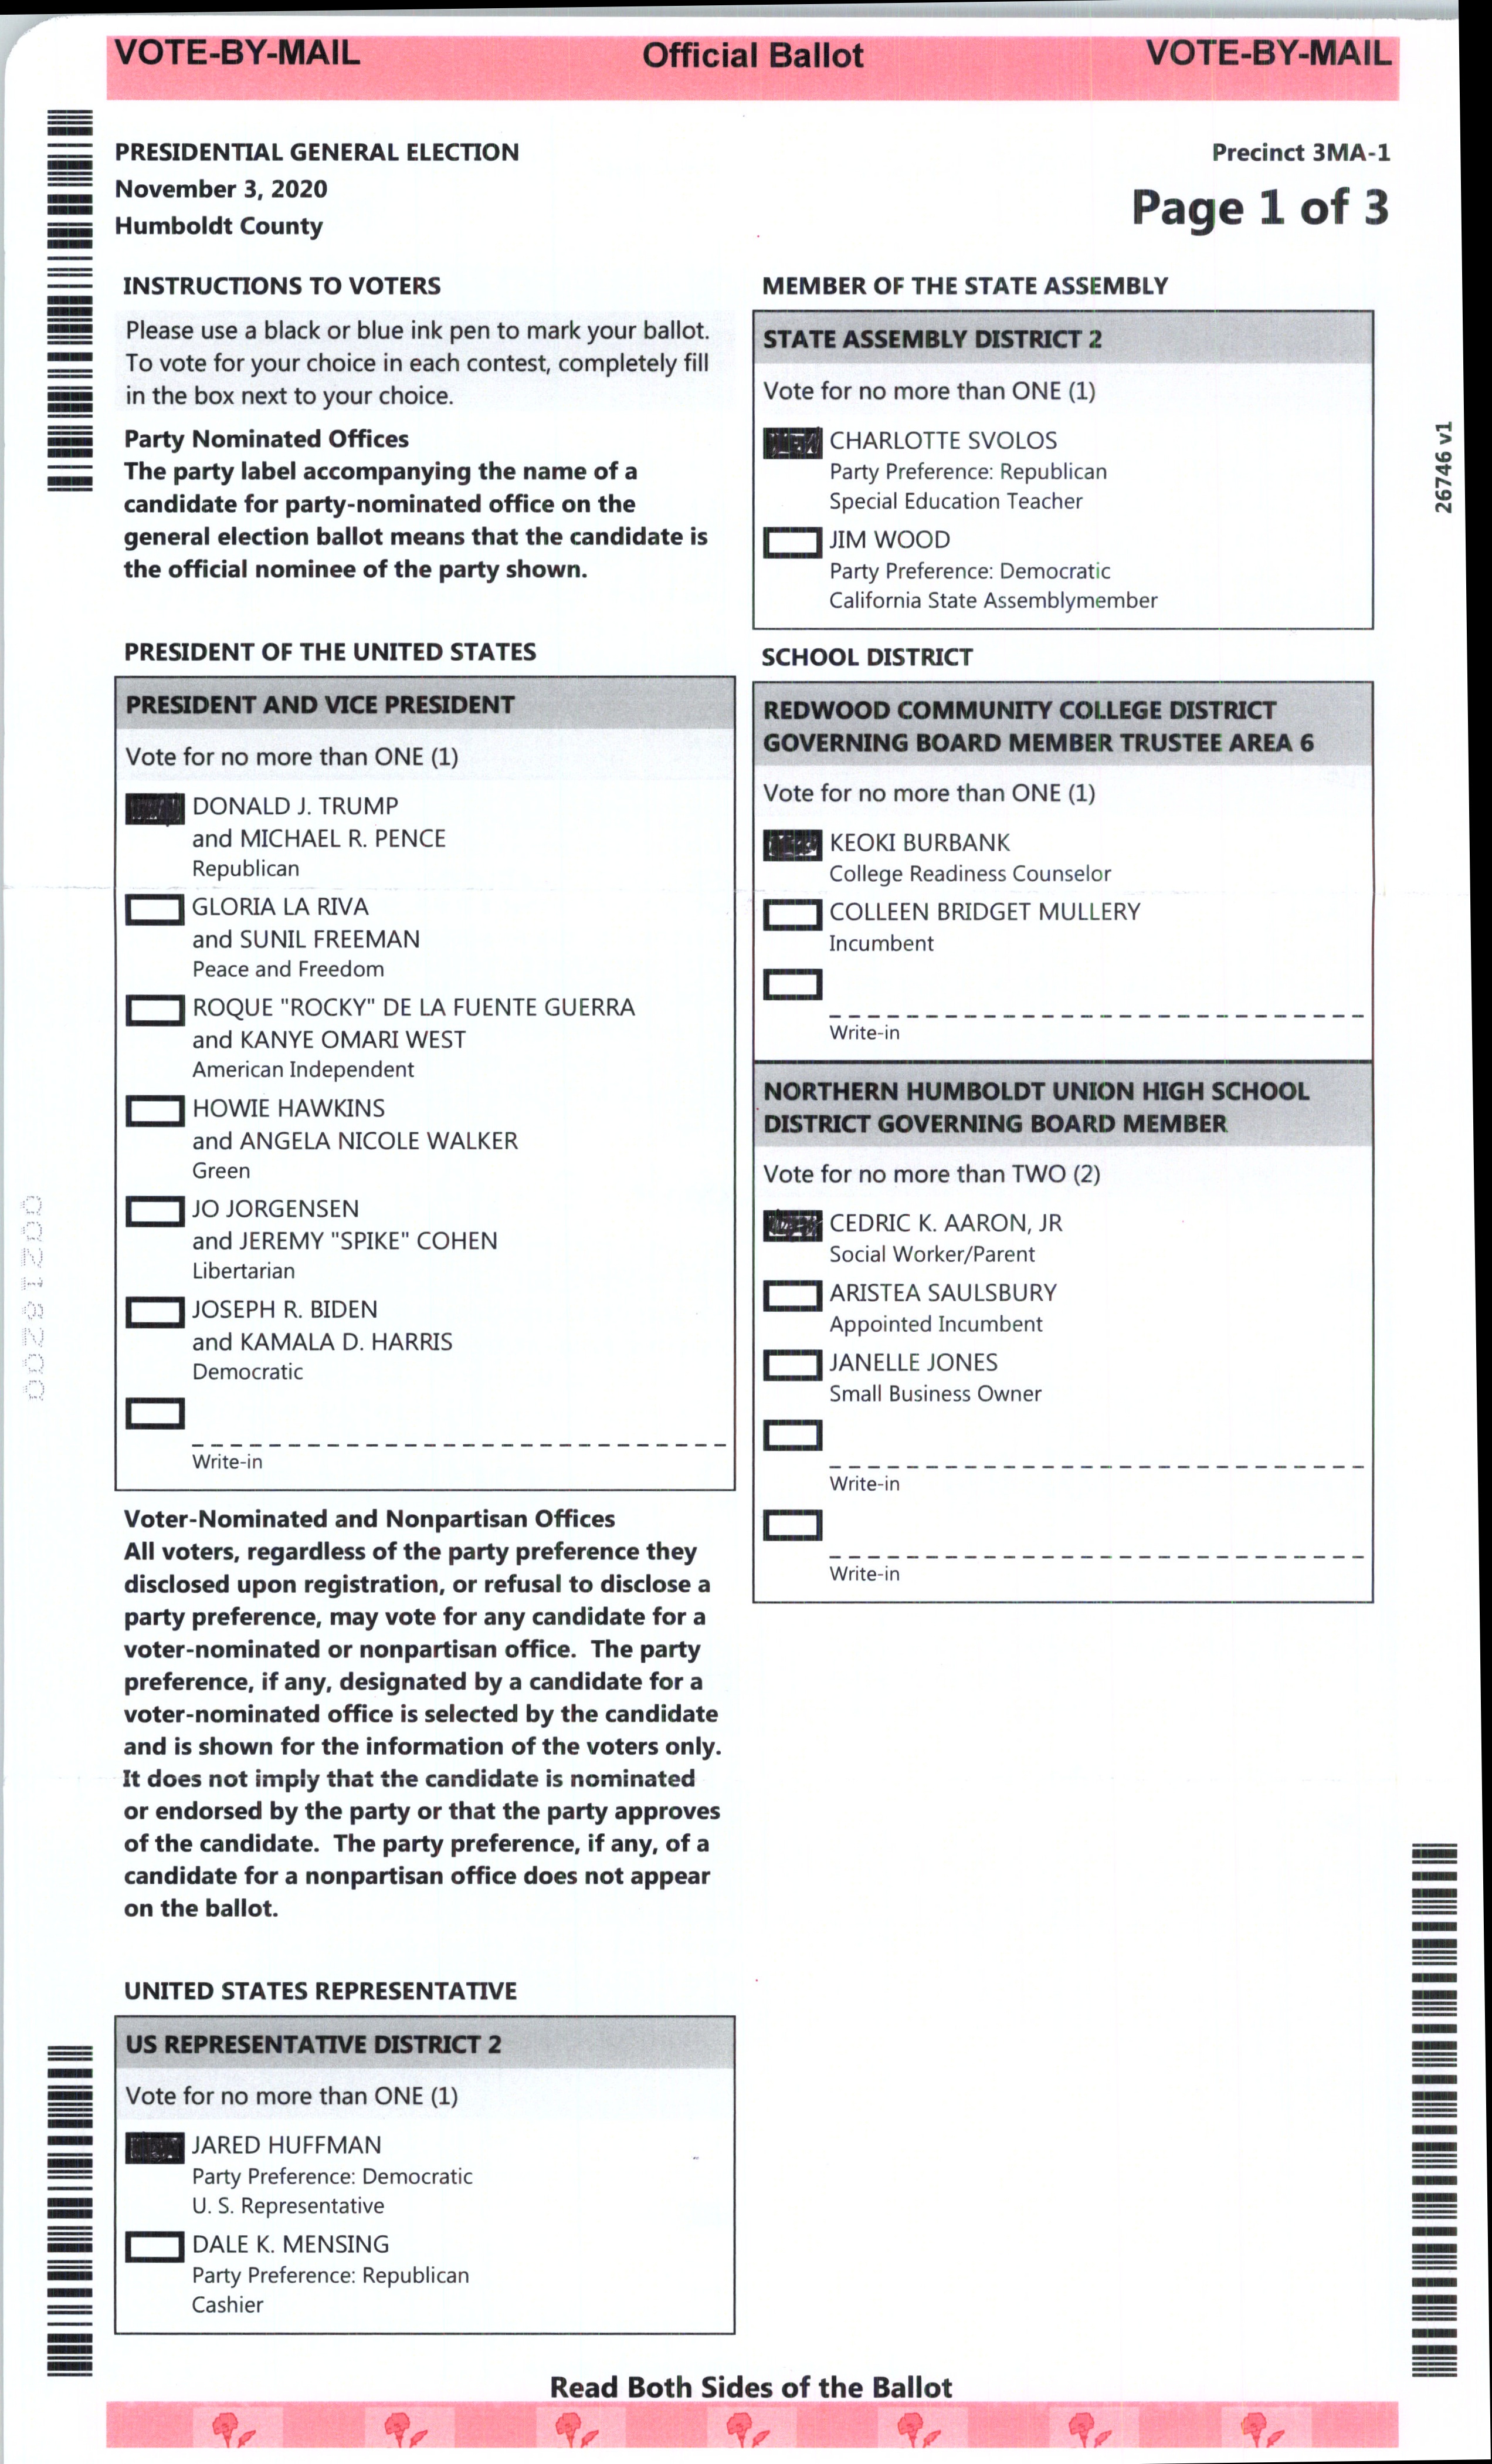 VOTE-BY-MAIL Official Ballot VOTE-BY-MAIL
PRESIDENTIAL GENERAL ELECTION
November 3, 2020
Humboldt County
Precinct 3MA-1
Page 1 of 3
INSTRUCTIONS TO VOTERS
Please use a black or blue ink pen to mark your ballot.
To vote for your choice in each contest, completely fill
in the box next to your choice.
Party Nominated Offices
The party label accompanying the name of a
candidate for party-nominated office on the
general election ballot means that the candidate is
the official nominee of the party shown.
PRESIDENT OF THE UNITED STATES
PRESIDENT AND VICE PRESIDENT
Vote for no more than ONE (1)
DONALD J. TRUMP
and MICHAEL R. PENCE
Republican
GLORIA LA RIVA
and SUNIL FREEMAN
Peace and Freedom
ROQUE "ROCKY" DE LA FUENTE GUERRA
and KANYE OMARI WEST
American Independent
HOWIE HAWKINS
and ANGELA NICOLE WALKER
Green
JO JORGENSEN
and JEREMY "SPIKE" COHEN
Libertarian
JOSEPH R. BIDEN
and KAMALA D. HARRIS
Democratic
Write-in
Voter-Nominated and Nonpartisan Offices
All voters, regardless of the party preference they
disclosed upon registration, or refusal to disclose a
party preference, may vote for any candidate for a
voter-nominated or nonpartisan office. The party
preference, if any, designated by a candidate for a
voter-nominated office is selected by the candidate
and is shown for the information of the voters only.
It does not imply that the candidate is nominated
or endorsed by the party or that the party approves
of the candidate. The party preference, if any, of a
candidate for a nonpartisan office does not appear
on the ballot.
UNITED STATES REPRESENTATIVE
US REPRESENTATIVE DISTRICT 2
Vote for no more than ONE (1)
JARED HUFFMAN
Party Preference: Democratic
U. S. Representative
DALE K. MENSING
Party Preference: Republican
Cashier
MEMBER OF THE STATE ASSEMBLY
STATE ASSEMBLY DISTRICT 2
Vote for no more than ONE (1)
CHARLOTTE SVOLOS
Party Preference: Republican
Special Education Teacher
JIM WOOD
Party Preference: Democratic
California State Assemblymember
SCHOOL DISTRICT
REDWOOD COMMUNITY COLLEGE DISTRICT
GOVERNING BOARD MEMBER TRUSTEE AREA 6
Vote for no more than ONE (1)
KEOKI BURBANK
College Readiness Counselor
COLLEEN BRIDGET MULLERY
Incumbent
Write-in
NORTHERN HUMBOLDT UNION HIGH SCHOOL
DISTRICT GOVERNING BOARD MEMBER
Vote for no more than TWO (2)
CEDRIC K. AARON, JR
Social Worker/Parent
ARISTEA SAULSBURY
Appointed Incumbent
JANELLE JONES
Small Business Owner
Write-in
Write-in
26746 v1
Read Both Sides of the Ballot